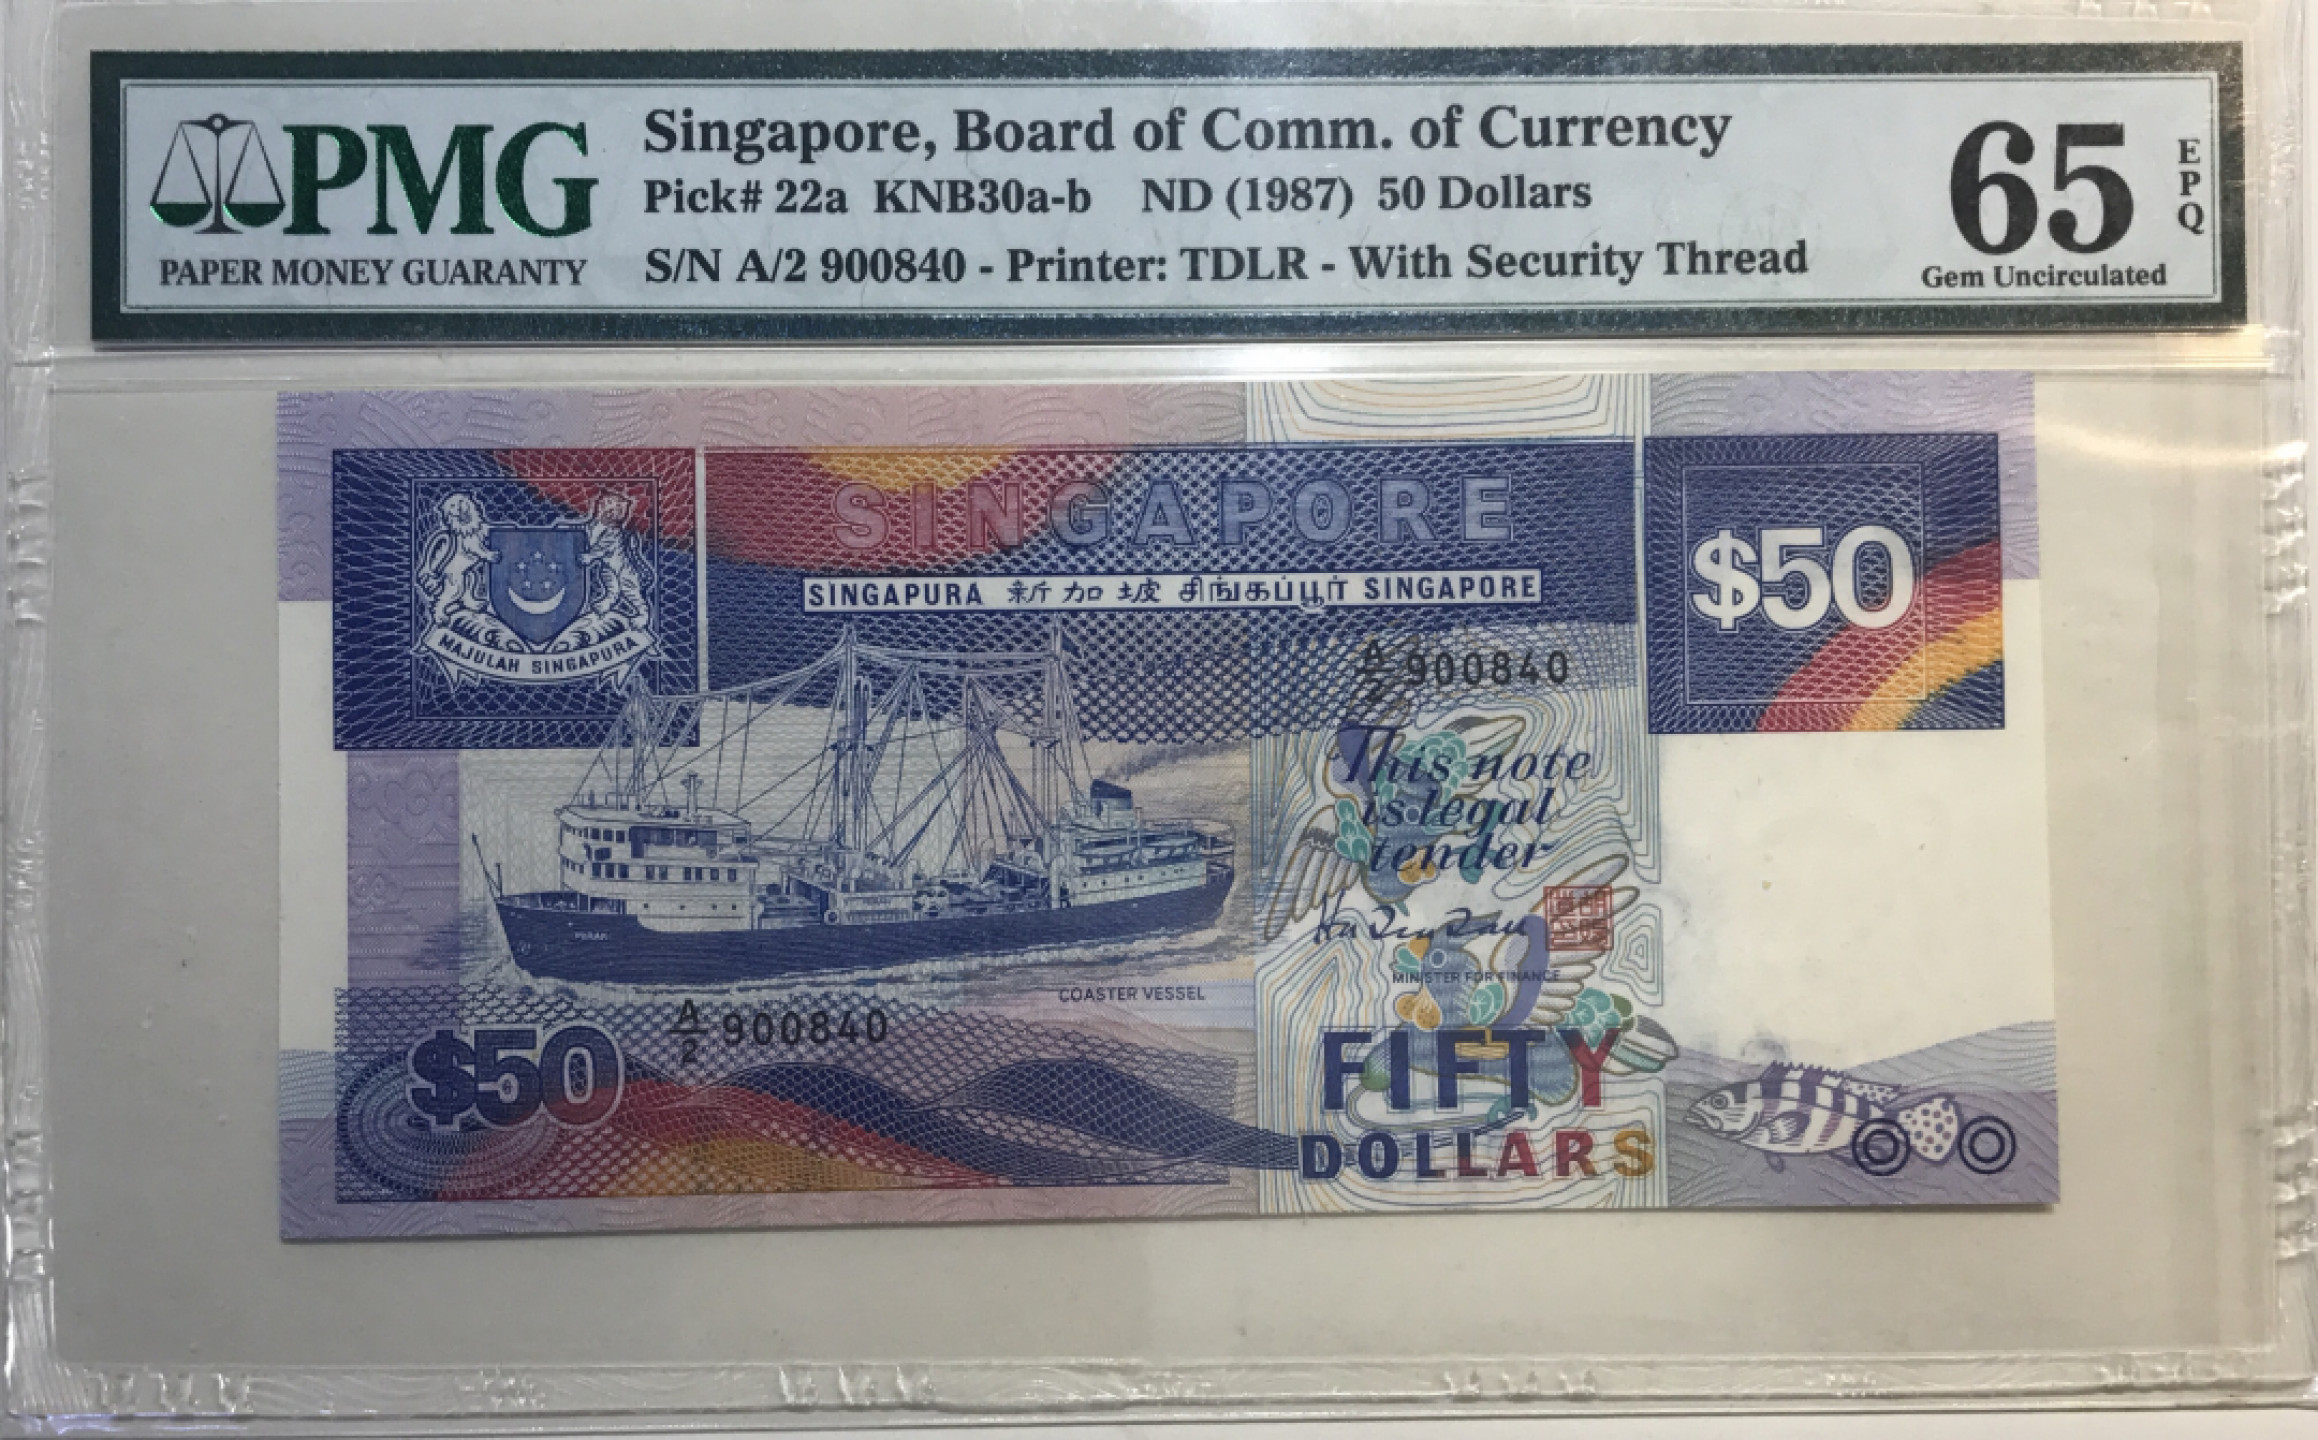 PMG
PAPER MONEY GUARANTY
Singapore, Board of Comm. of Currency
Pick# 22a KNB30a-b ND (1987) 50 Dollars
S/N A/2 900840 - Printer: TDLR - With Security Thread
65
EPQ
Gem Uncirculated
SINGAPORE
$50
SINGAPURA 新加坡 சிங்கப்பூர் SINGAPORE
MAJULAH SINGAPURA
A/2 900840
This note
is legal
tender
MINISTER FOR FINANCE
COASTER VESSEL
A/2 900840
$50
FIFTY
DOLLARS